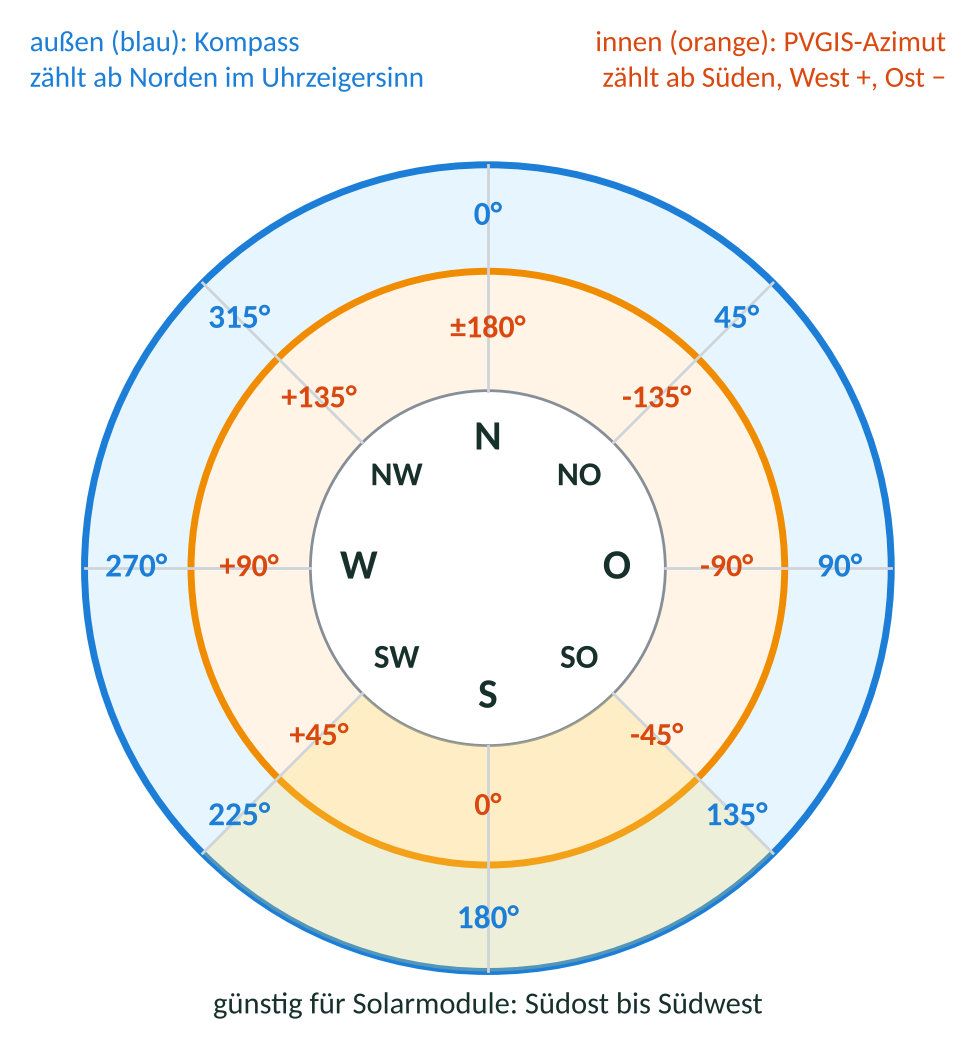 außen (blau): Kompass
zählt ab Norden im Uhrzeigersinn
innen (orange): PVGIS-Azimut
zählt ab Süden, West +, Ost −
0°
315°
45°
±180°
+135°
-135°
N
NW
NO
270°
+90°
W
O
-90°
90°
SW
SO
S
+45°
-45°
0°
225°
135°
180°
günstig für Solarmodule: Südost bis Südwest